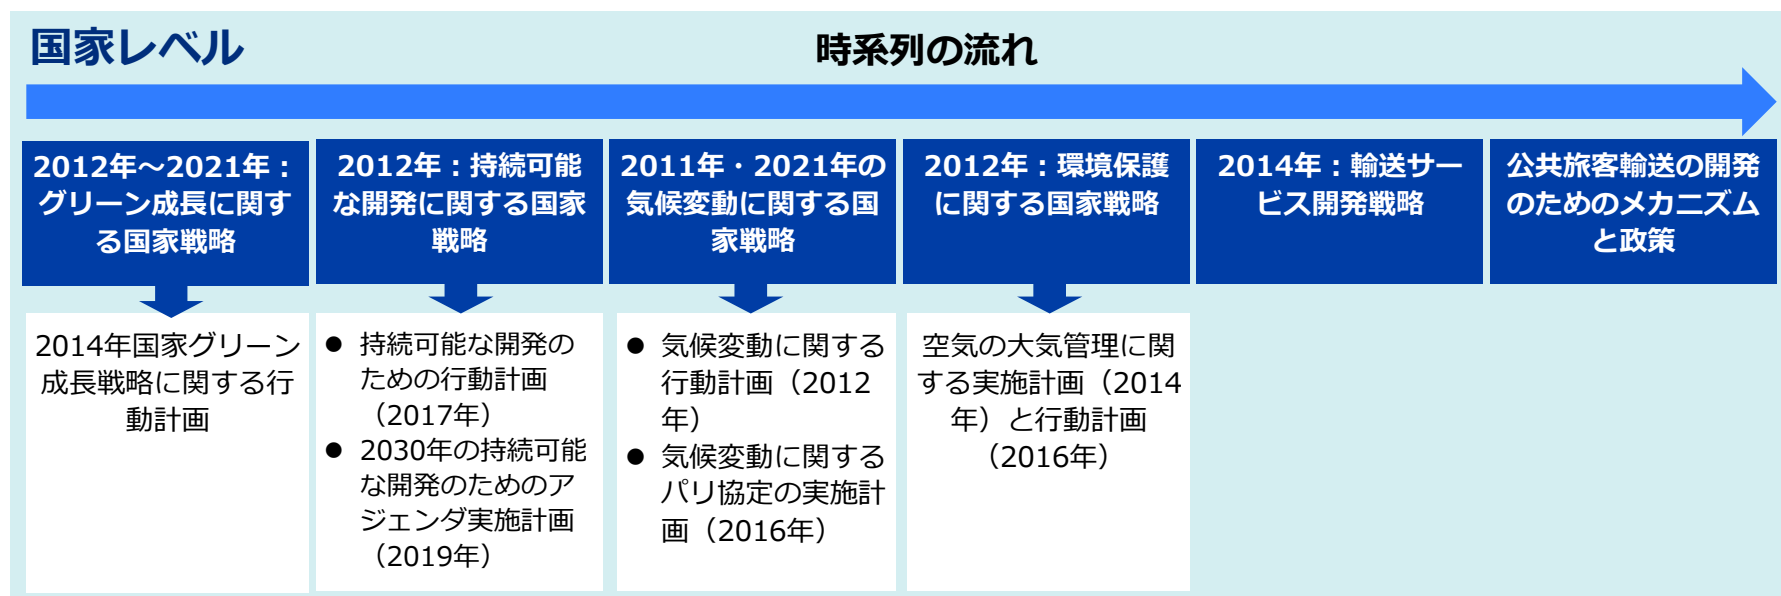 国家レベル
時系列の流れ
2012年～2021年：
グリーン成長に関す
る国家戦略
2012年：持続可能
な開発に関する国家
戦略
2011年・2021年の
気候変動に関する国
家戦略
2012年：環境保護
に関する国家戦略
2014年：輸送サー
ビス開発戦略
公共旅客輸送の開発
のためのメカニズム
と政策
2014年国家グリーン
成長戦略に関する行
動計画
● 持続可能な開発の
ための行動計画
（2017年）
● 2030年の持続可能
な開発のためのア
ジェンダ実施計画
（2019年）
● 気候変動に関する
行動計画（2012
年）
● 気候変動に関する
パリ協定の実施計
画（2016年）
空気の大気管理に関
する実施計画（2014
年）と行動計画
（2016年）